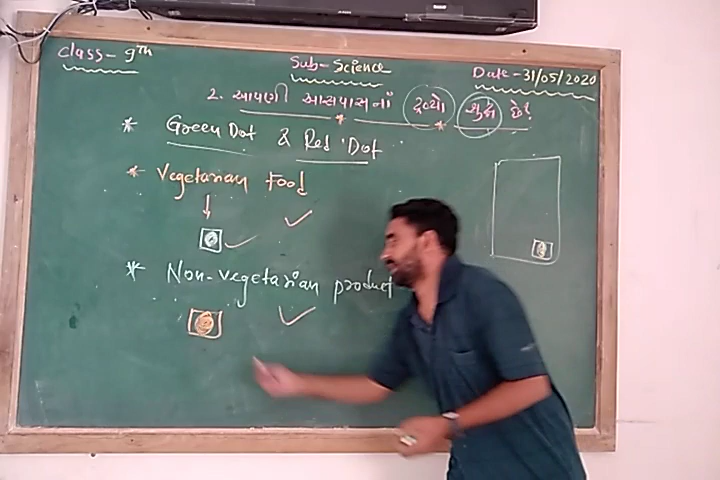 Class - 9th
Sub - Science
Date - 31/05/2020
2. આપણી આસપાસનાં દ્રવ્યો શુદ્ધ છે?
* Green Dot & Red Dot
* Vegetarian Food
* Non-vegetarian product